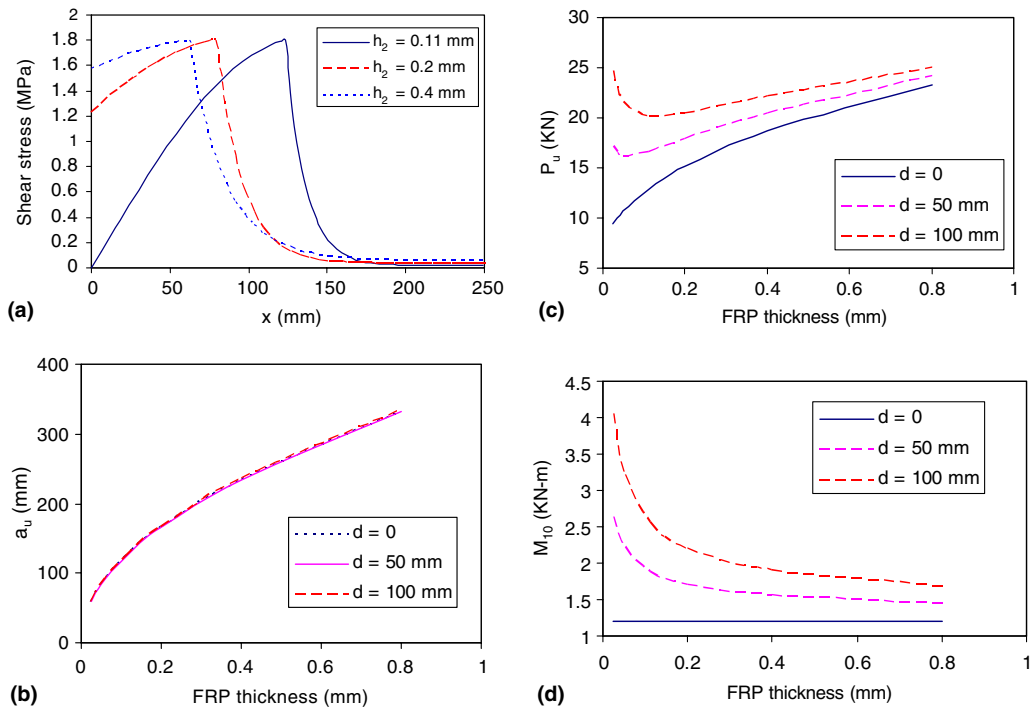 (a)
2
1.8
1.6
1.4
1.2
1
0.8
0.6
0.4
0.2
0
Shear stress (MPa)
0
50
100
150
200
250
x (mm)
h₂ = 0.11 mm
h₂ = 0.2 mm
h₂ = 0.4 mm
(c)
30
25
20
15
10
5
Pᵤ (KN)
0
0.2
0.4
0.6
0.8
1
FRP thickness (mm)
d = 0
d = 50 mm
d = 100 mm
(b)
400
300
200
100
0
aᵤ (mm)
0
0.2
0.4
0.6
0.8
1
FRP thickness (mm)
d = 0
d = 50 mm
d = 100 mm
(d)
4.5
4
3.5
3
2.5
2
1.5
1
M₁₀ (KN-m)
0
0.2
0.4
0.6
0.8
1
FRP thickness (mm)
d = 0
d = 50 mm
d = 100 mm